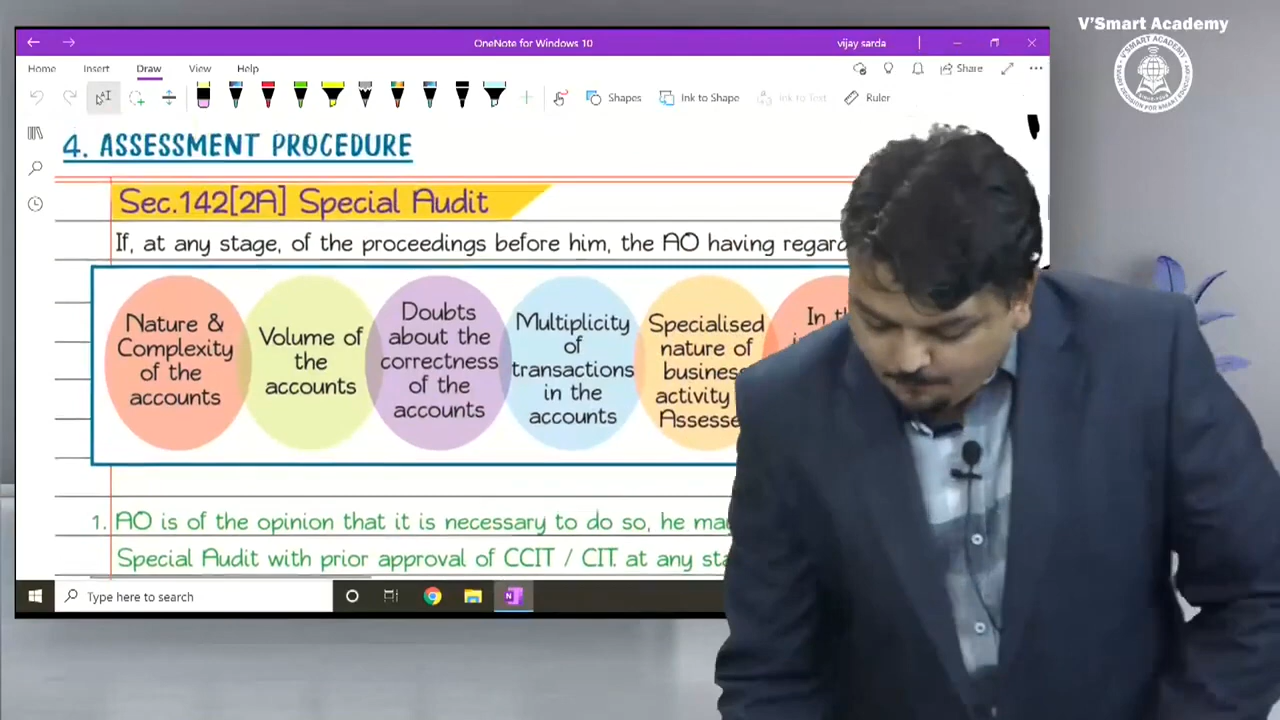 V'Smart Academy
OneNote for Windows 10
vijay sarda
Home Insert Draw View Help
Share
Shapes Ink to Shape Ink to Text Ruler
4. ASSESSMENT PROCEDURE
Sec.142[2A] Special Audit
If, at any stage, of the proceedings before him, the AO having regard
Nature &
Complexity
of the
accounts
Volume of
the
accounts
Doubts
about the
correctness
of the
accounts
Multiplicity
of
transactions
in the
accounts
Specialised
nature of
business
activity
Assesse
In th
1. AO is of the opinion that it is necessary to do so, he may
Special Audit with prior approval of CCIT / CIT. at any sta
Type here to search